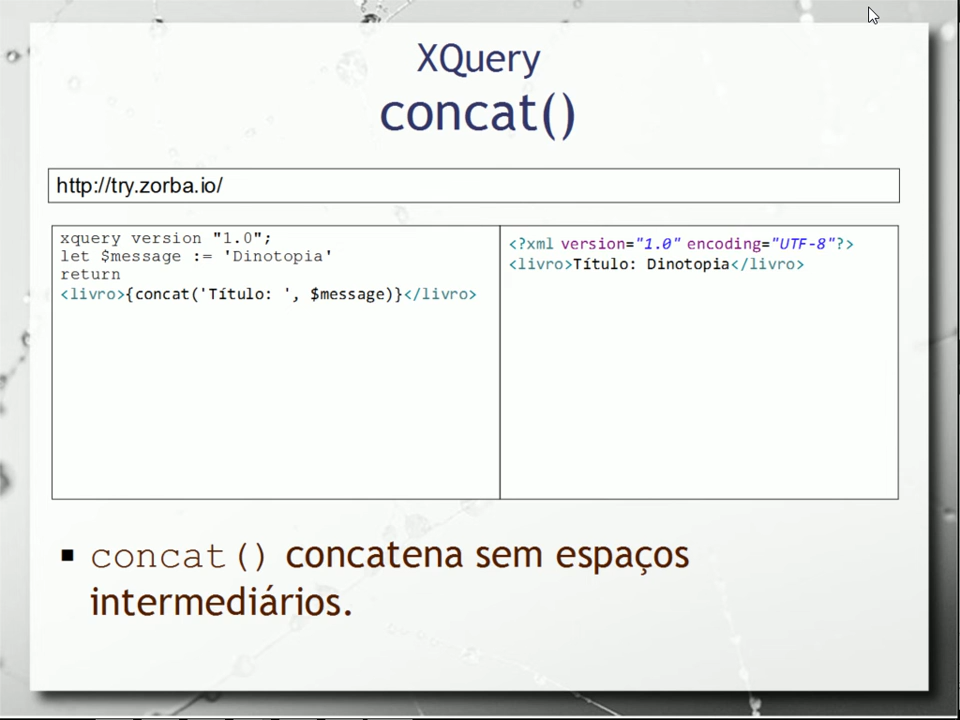 XQuery
concat()
http://try.zorba.io/
xquery version "1.0";
let $message := 'Dinotopia'
return
<livro>{concat('Título: ', $message)}</livro>
<?xml version="1.0" encoding="UTF-8"?>
<livro>Título: Dinotopia</livro>
▪ concat() concatena sem espaços
intermediários.